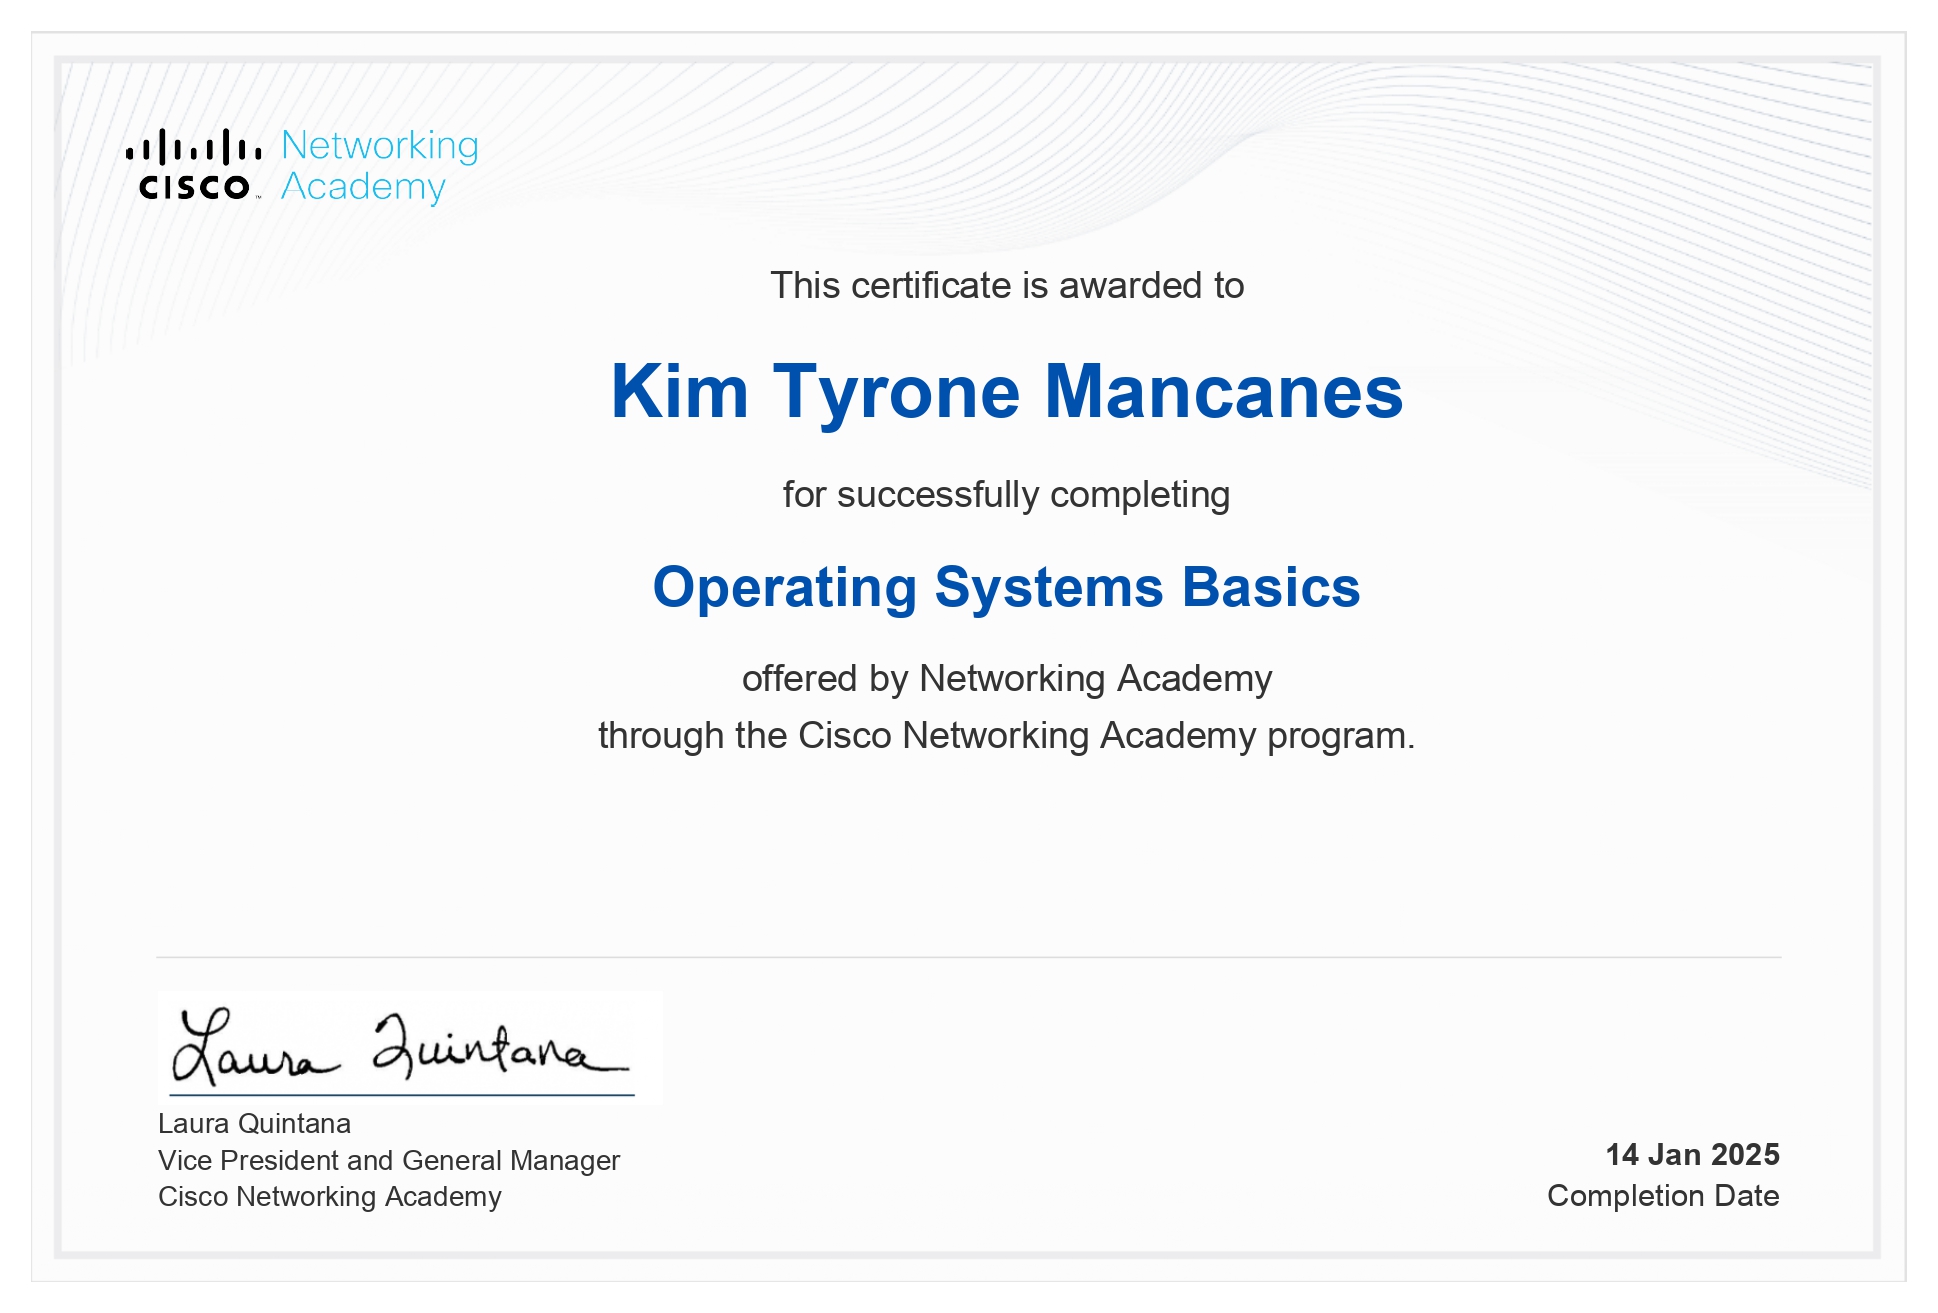 Networking
Academy
CISCO™
This certificate is awarded to
Kim Tyrone Mancanes
for successfully completing
Operating Systems Basics
offered by Networking Academy
through the Cisco Networking Academy program.
Laura Quintana
Laura Quintana
Vice President and General Manager
Cisco Networking Academy
14 Jan 2025
Completion Date